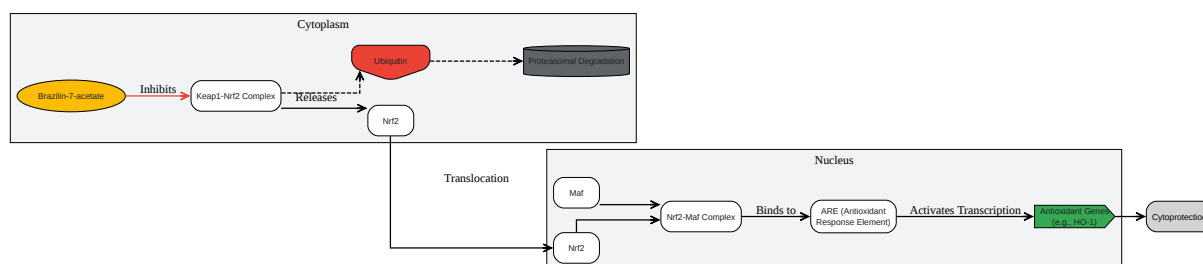 Cytoplasm
Ubiquitin
Proteasomal Degradation
Brazilin-7-acetate
Inhibits
Keap1-Nrf2 Complex
Releases
Nrf2
Translocation
Nucleus
Maf
Nrf2-Maf Complex
Binds to
ARE (Antioxidant
Response Element)
Activates Transcription
Antioxidant Genes
(e.g., HO-1)
Cytoprotection
Nrf2